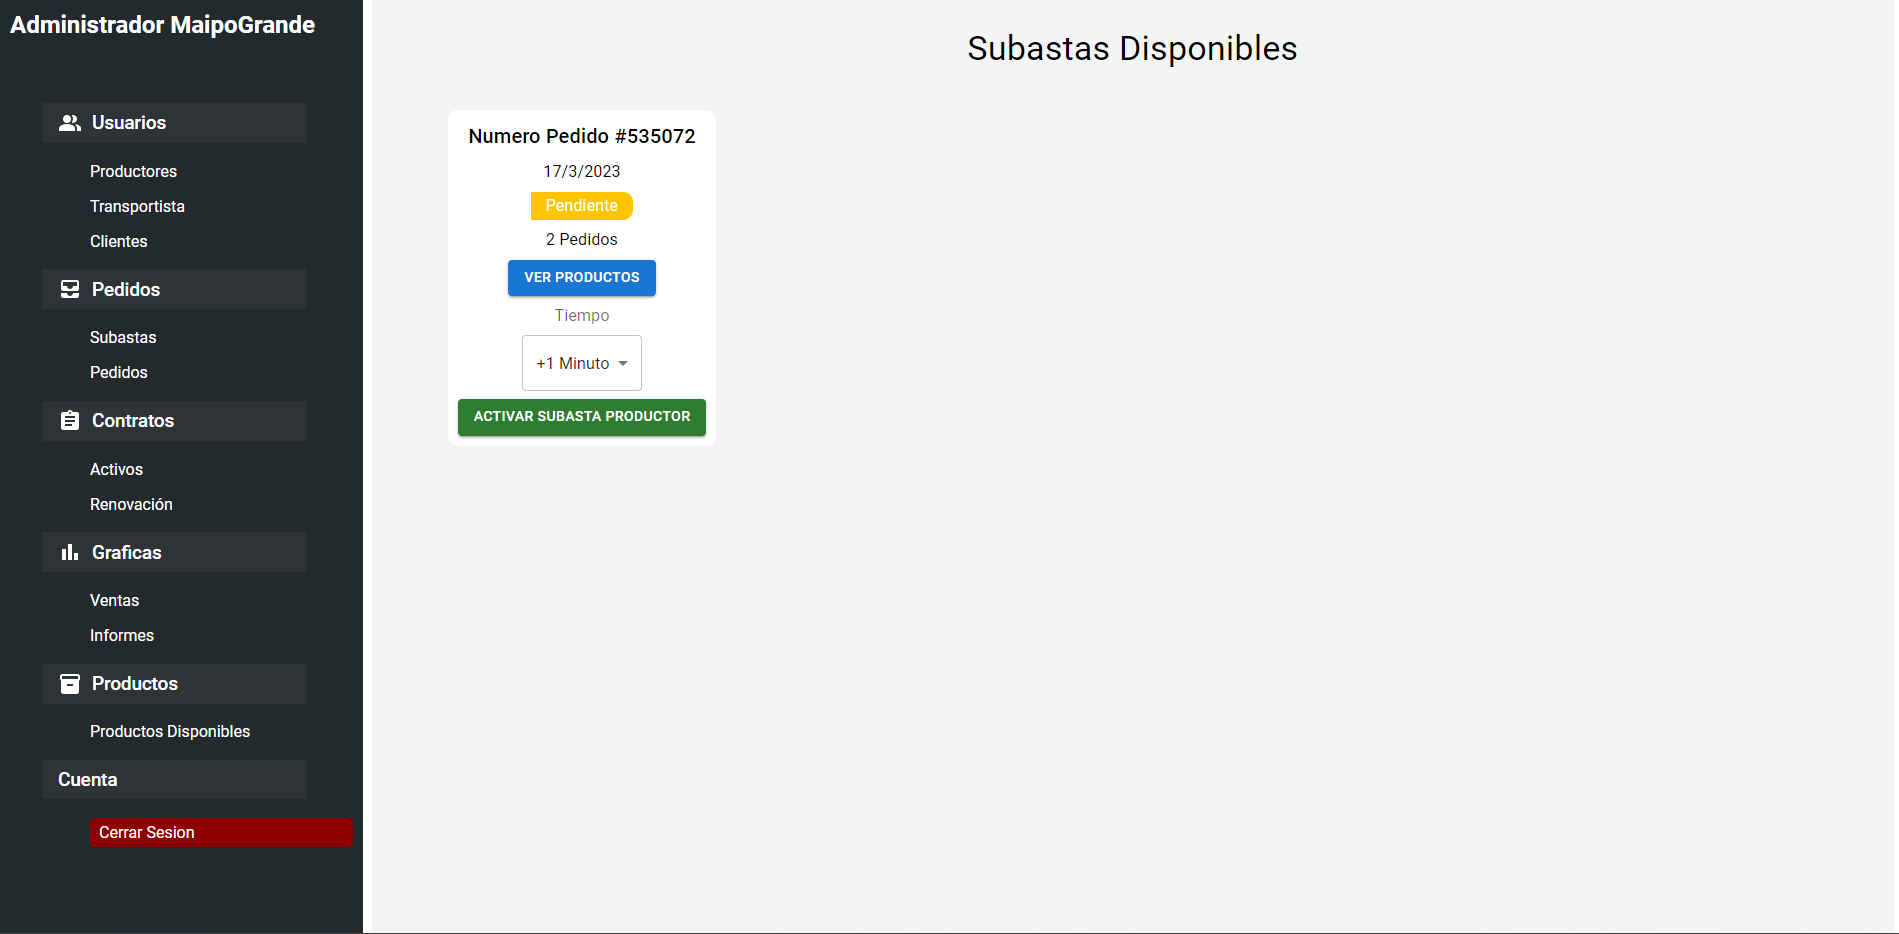 Administrador MaipoGrande
Usuarios
Productores
Transportista
Clientes
Pedidos
Subastas
Pedidos
Contratos
Activos
Renovación
Graficas
Ventas
Informes
Productos
Productos Disponibles
Cuenta
Cerrar Sesion
Subastas Disponibles
Numero Pedido #535072
17/3/2023
Pendiente
2 Pedidos
VER PRODUCTOS
Tiempo
+1 Minuto
ACTIVAR SUBASTA PRODUCTOR